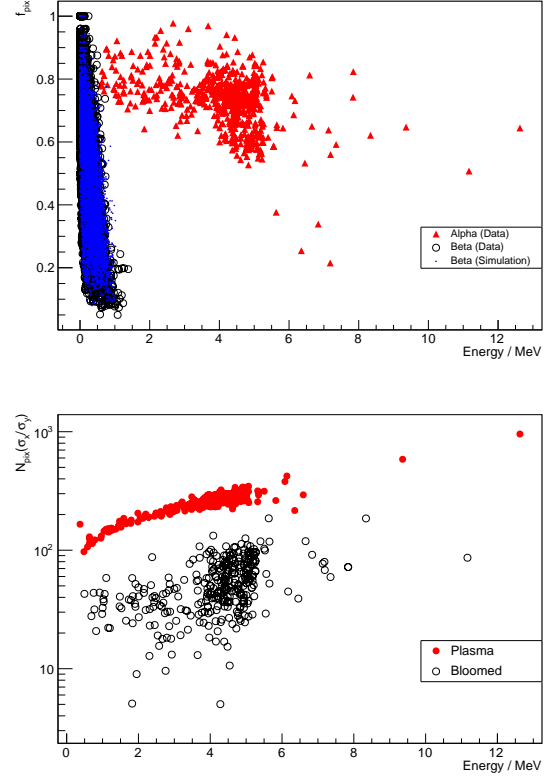 f_pix
1
0.8
0.6
0.4
0.2
Alpha (Data)
Beta (Data)
Beta (Simulation)
0 2 4 6 8 10 12
Energy / MeV
N_pix(σ_x/σ_y)
10^3
10^2
10
Plasma
Bloomed
0 2 4 6 8 10 12
Energy / MeV